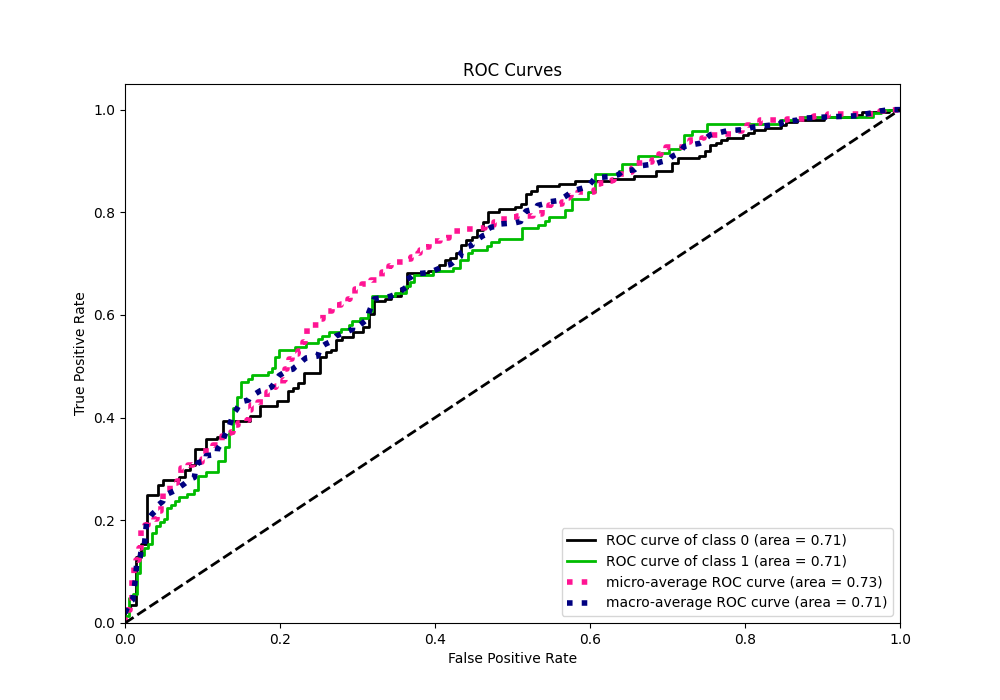 ROC Curves
True Positive Rate
1.0
0.8
0.6
0.4
0.2
0.0
0.0 0.2 0.4 0.6 0.8 1.0
False Positive Rate
ROC curve of class 0 (area = 0.71)
ROC curve of class 1 (area = 0.71)
micro-average ROC curve (area = 0.73)
macro-average ROC curve (area = 0.71)